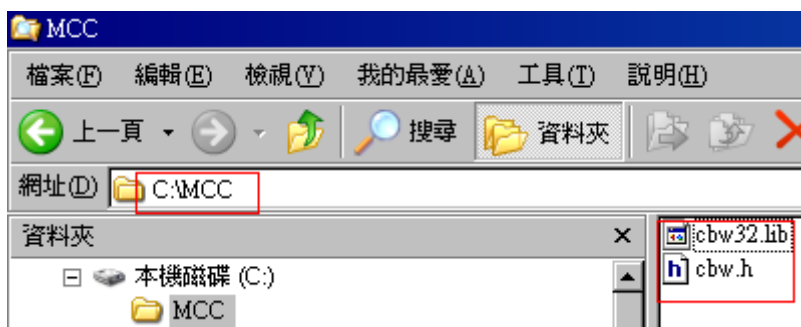 MCC
檔案(F) 編輯(E) 檢視(V) 我的最愛(A) 工具(T) 說明(H)
上一頁 搜尋 資料夾
網址(D) C:\MCC
資料夾 x
本機磁碟 (C:)
MCC
cbw32.lib
cbw.h